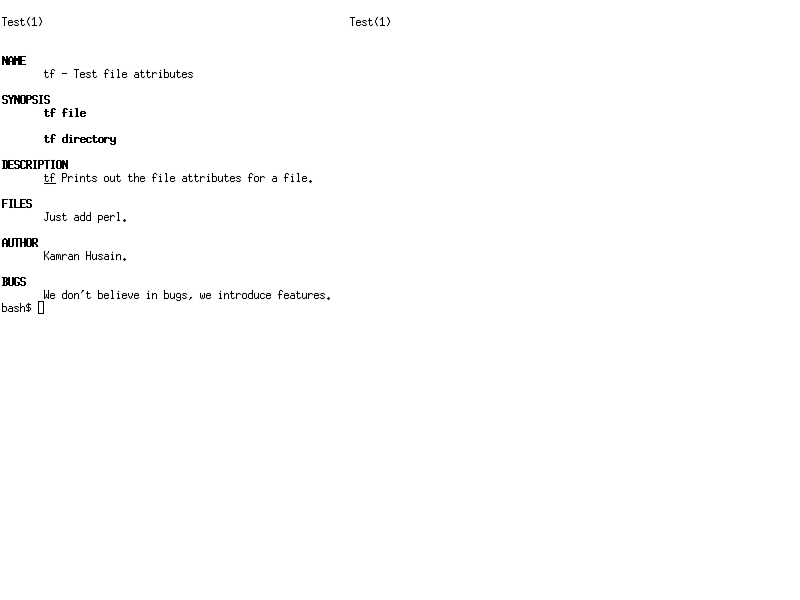 Test(1) Test(1)
NAME
tf - Test file attributes
SYNOPSIS
tf file
tf directory
DESCRIPTION
tf Prints out the file attributes for a file.
FILES
Just add perl.
AUTHOR
Kamran Husain.
BUGS
We don't believe in bugs, we introduce features.
bash$